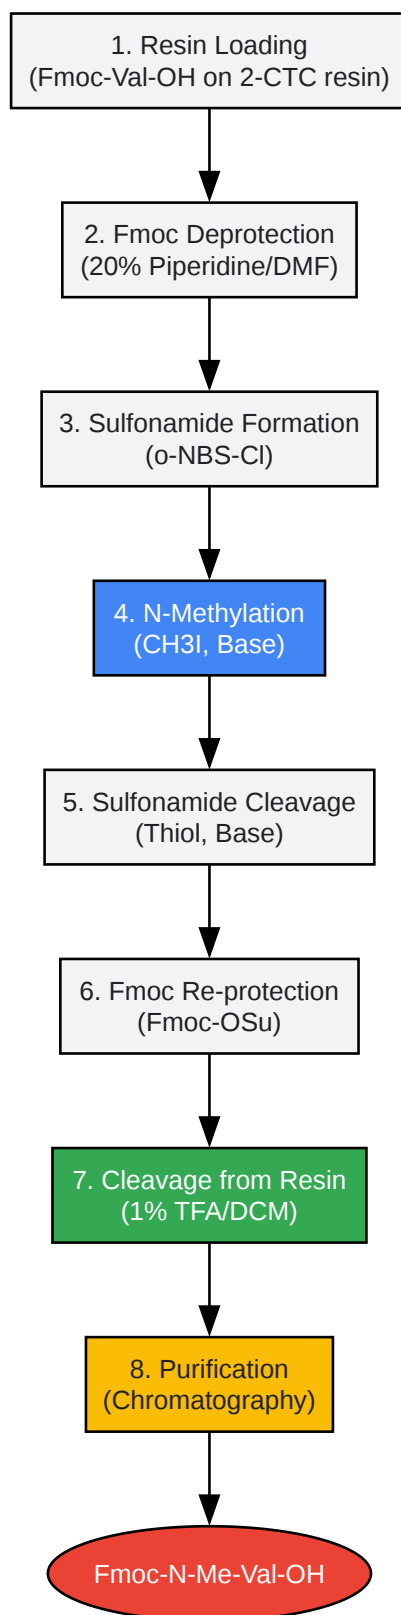 1. Resin Loading
(Fmoc-Val-OH on 2-CTC resin)
2. Fmoc Deprotection
(20% Piperidine/DMF)
3. Sulfonamide Formation
(o-NBS-Cl)
4. N-Methylation
(CH3I, Base)
5. Sulfonamide Cleavage
(Thiol, Base)
6. Fmoc Re-protection
(Fmoc-OSu)
7. Cleavage from Resin
(1% TFA/DCM)
8. Purification
(Chromatography)
Fmoc-N-Me-Val-OH